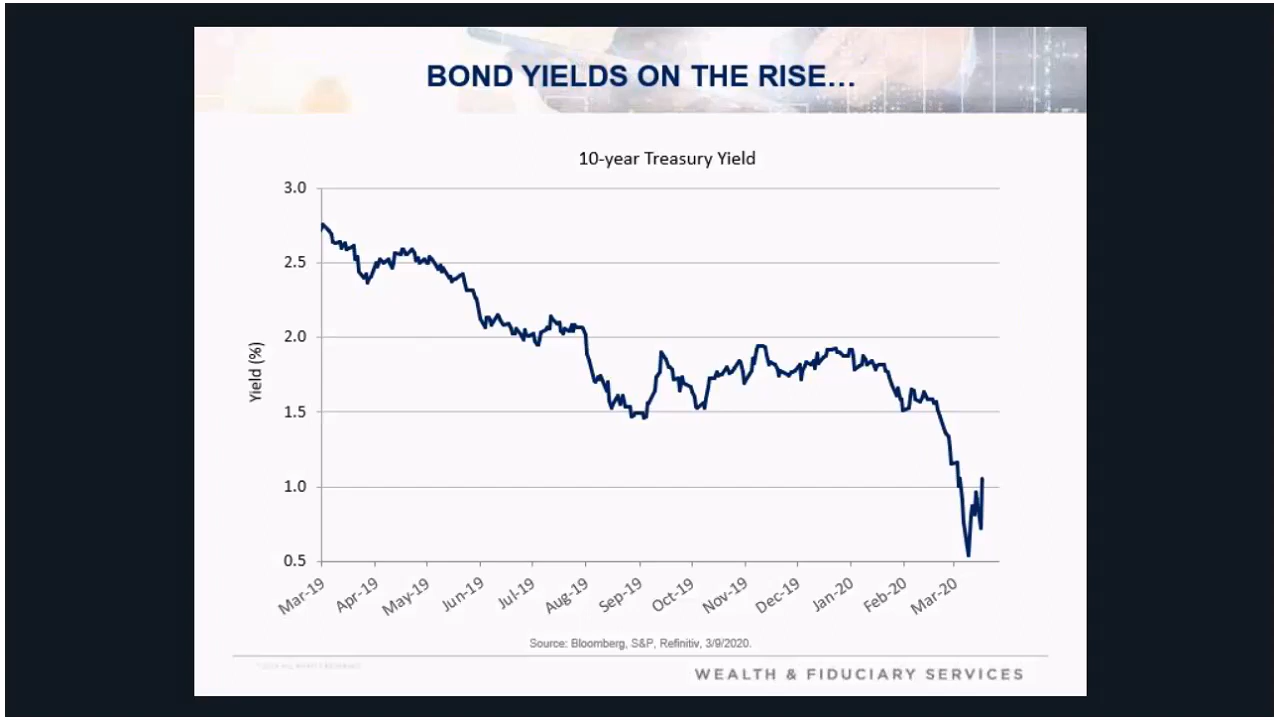 BOND YIELDS ON THE RISE…
10-year Treasury Yield
3.0
2.5
2.0
1.5
1.0
0.5
Yield (%)
Mar-19
Apr-19
May-19
Jun-19
Jul-19
Aug-19
Sep-19
Oct-19
Nov-19
Dec-19
Jan-20
Feb-20
Mar-20
Source: Bloomberg, S&P, Refinitiv, 3/9/2020.
ALL RIGHTS RESERVED
WEALTH & FIDUCIARY SERVICES